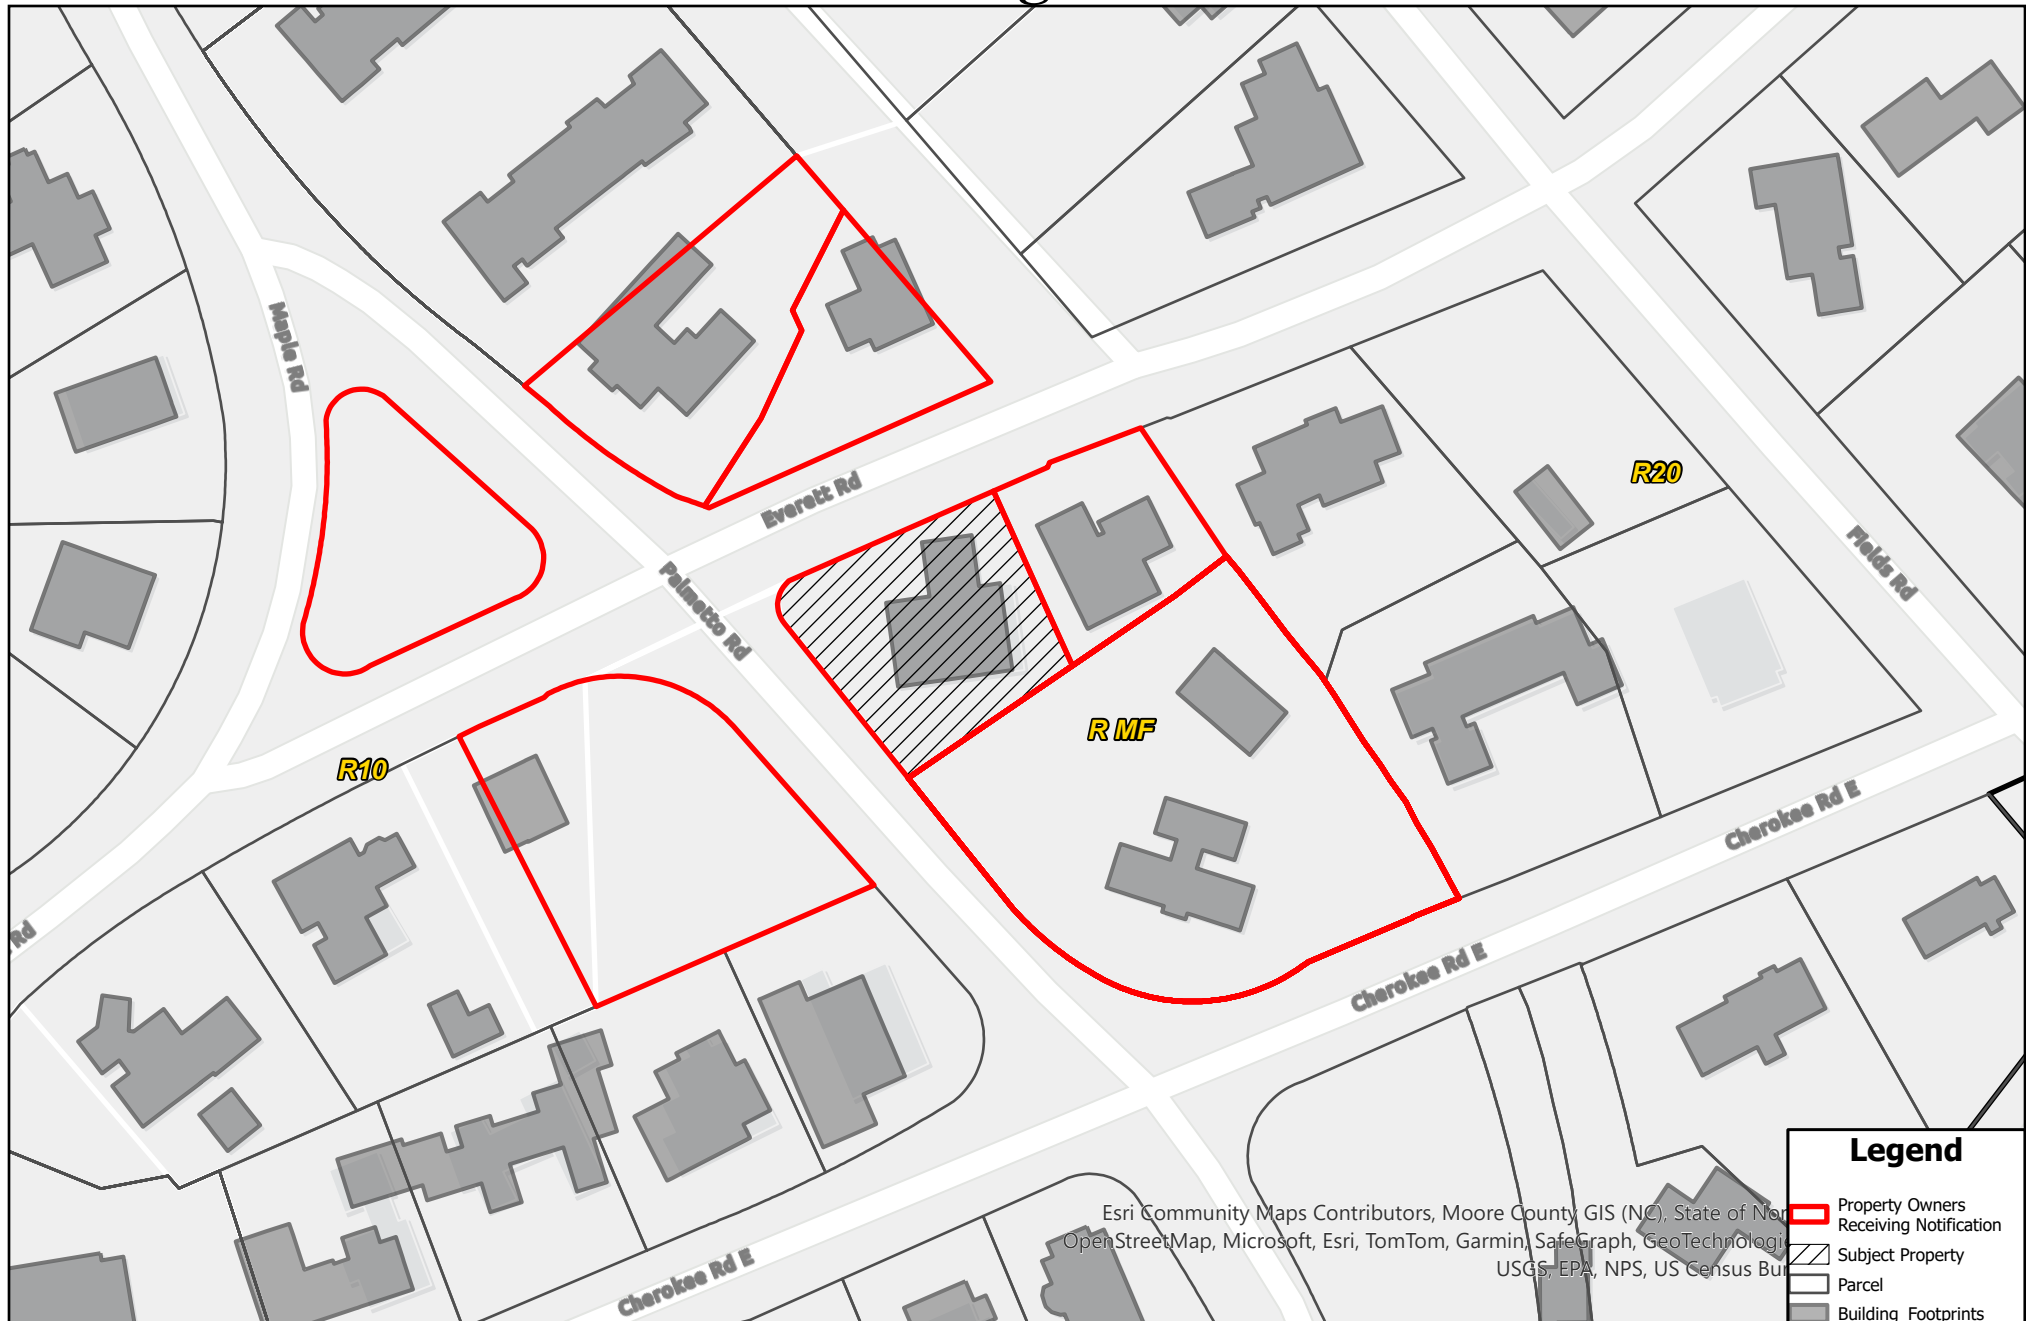 Maple Rd
Everett Rd
Palmetto Rd
R20
Fields Rd
R MF
R10
Cherokee Rd E
Rd
Cherokee Rd E
Cherokee Rd E
Esri Community Maps Contributors, Moore County GIS (NC), State of Nor
OpenStreetMap, Microsoft, Esri, TomTom, Garmin, SafeGraph, GeoTechnologi
USGS, EPA, NPS, US Census Bur
Legend
Property Owners
Receiving Notification
Subject Property
Parcel
Building Footprints